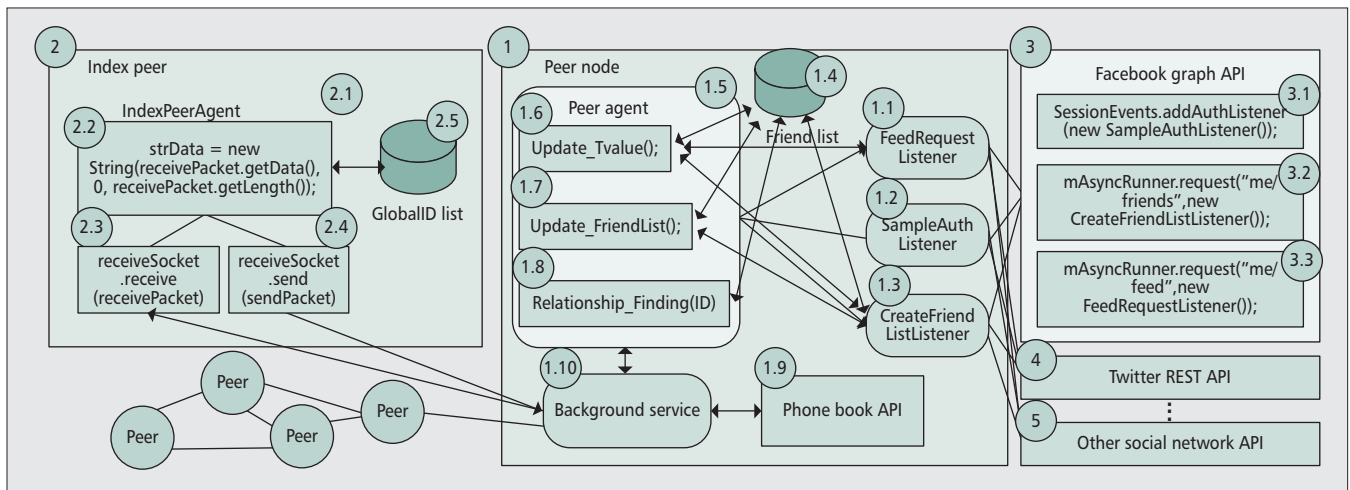 2
Index peer
2.1
IndexPeerAgent
2.2
strData = new
String(receivePacket.getData(),
0, receivePacket.getLength());
2.5
GlobalID list
2.3
receiveSocket
.receive
(receivePacket)
2.4
receiveSocket
.send
(sendPacket)
Peer
Peer
Peer
Peer
1
Peer node
1.5
Peer agent
1.6
Update_Tvalue();
1.7
Update_FriendList();
1.8
Relationship_Finding(ID)
1.4
Friend list
1.1
FeedRequest
Listener
1.2
SampleAuth
Listener
1.3
CreateFriend
ListListener
1.10
Background service
1.9
Phone book API
3
Facebook graph API
3.1
SessionEvents.addAuthListener
(new SampleAuthListener());
3.2
mAsyncRunner.request(“me/
friends”,new
CreateFriendListListener());
3.3
mAsyncRunner.request(“me/
feed”,new
FeedRequestListener());
4
Twitter REST API
5
Other social network API